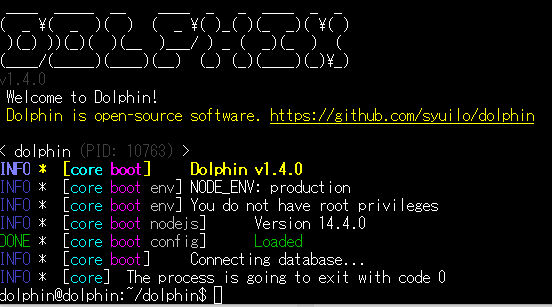 v1.4.0
Welcome to Dolphin!
Dolphin is open-source software. https://github.com/syuilo/dolphin
< dolphin (PID: 10763) >
INFO * [core boot] Dolphin v1.4.0
INFO * [core boot env] NODE_ENV: production
INFO * [core boot env] You do not have root privileges
INFO * [core boot nodejs] Version 14.4.0
DONE * [core boot config] Loaded
INFO * [core boot] Connecting database...
INFO * [core] The process is going to exit with code 0
dolphin@dolphin:~/dolphin$